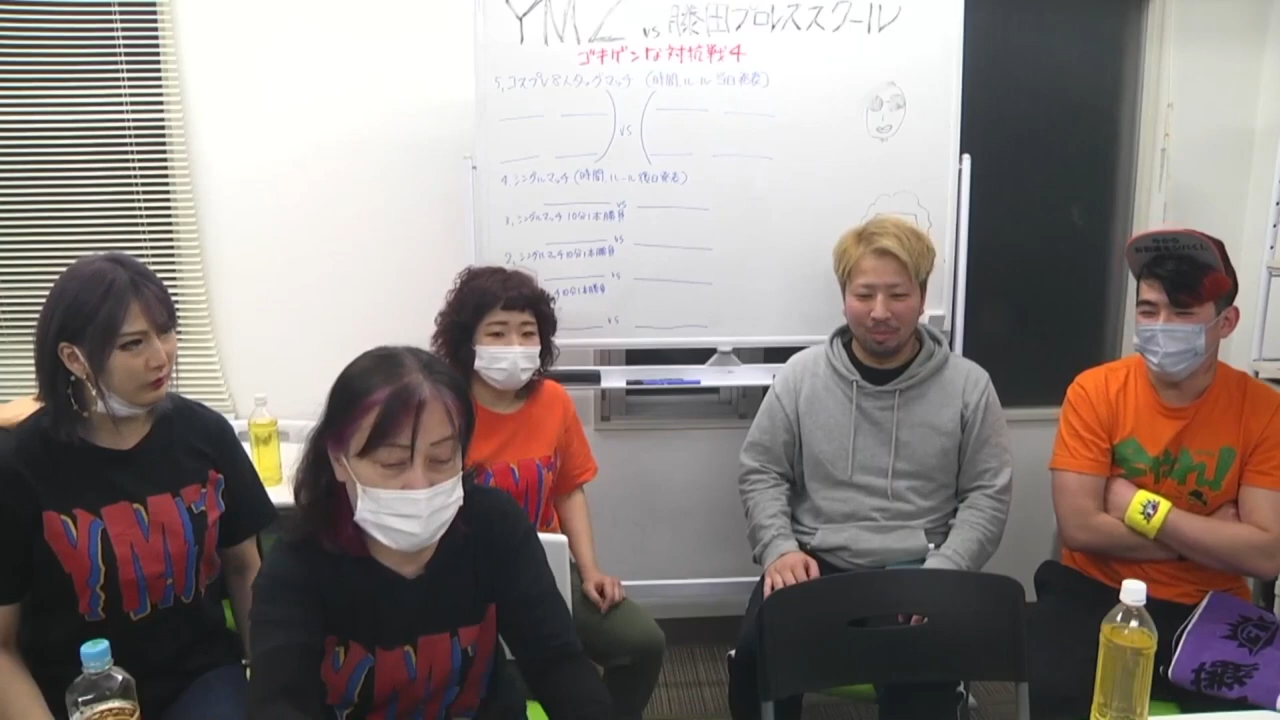 YMZ vs 藤田プロレススクール
ゴキゲンな対抗戦4
5, コスプレ8人タッグマッチ (時間、ルール当日発表)
vs
4, シングルマッチ (時間、ルール後日発表)
vs
3, シングルマッチ10分1本勝負
vs
2, シングルマッチ10分1本勝負
vs
10分1本勝負
vs
YMZ
YMZ
YMZ